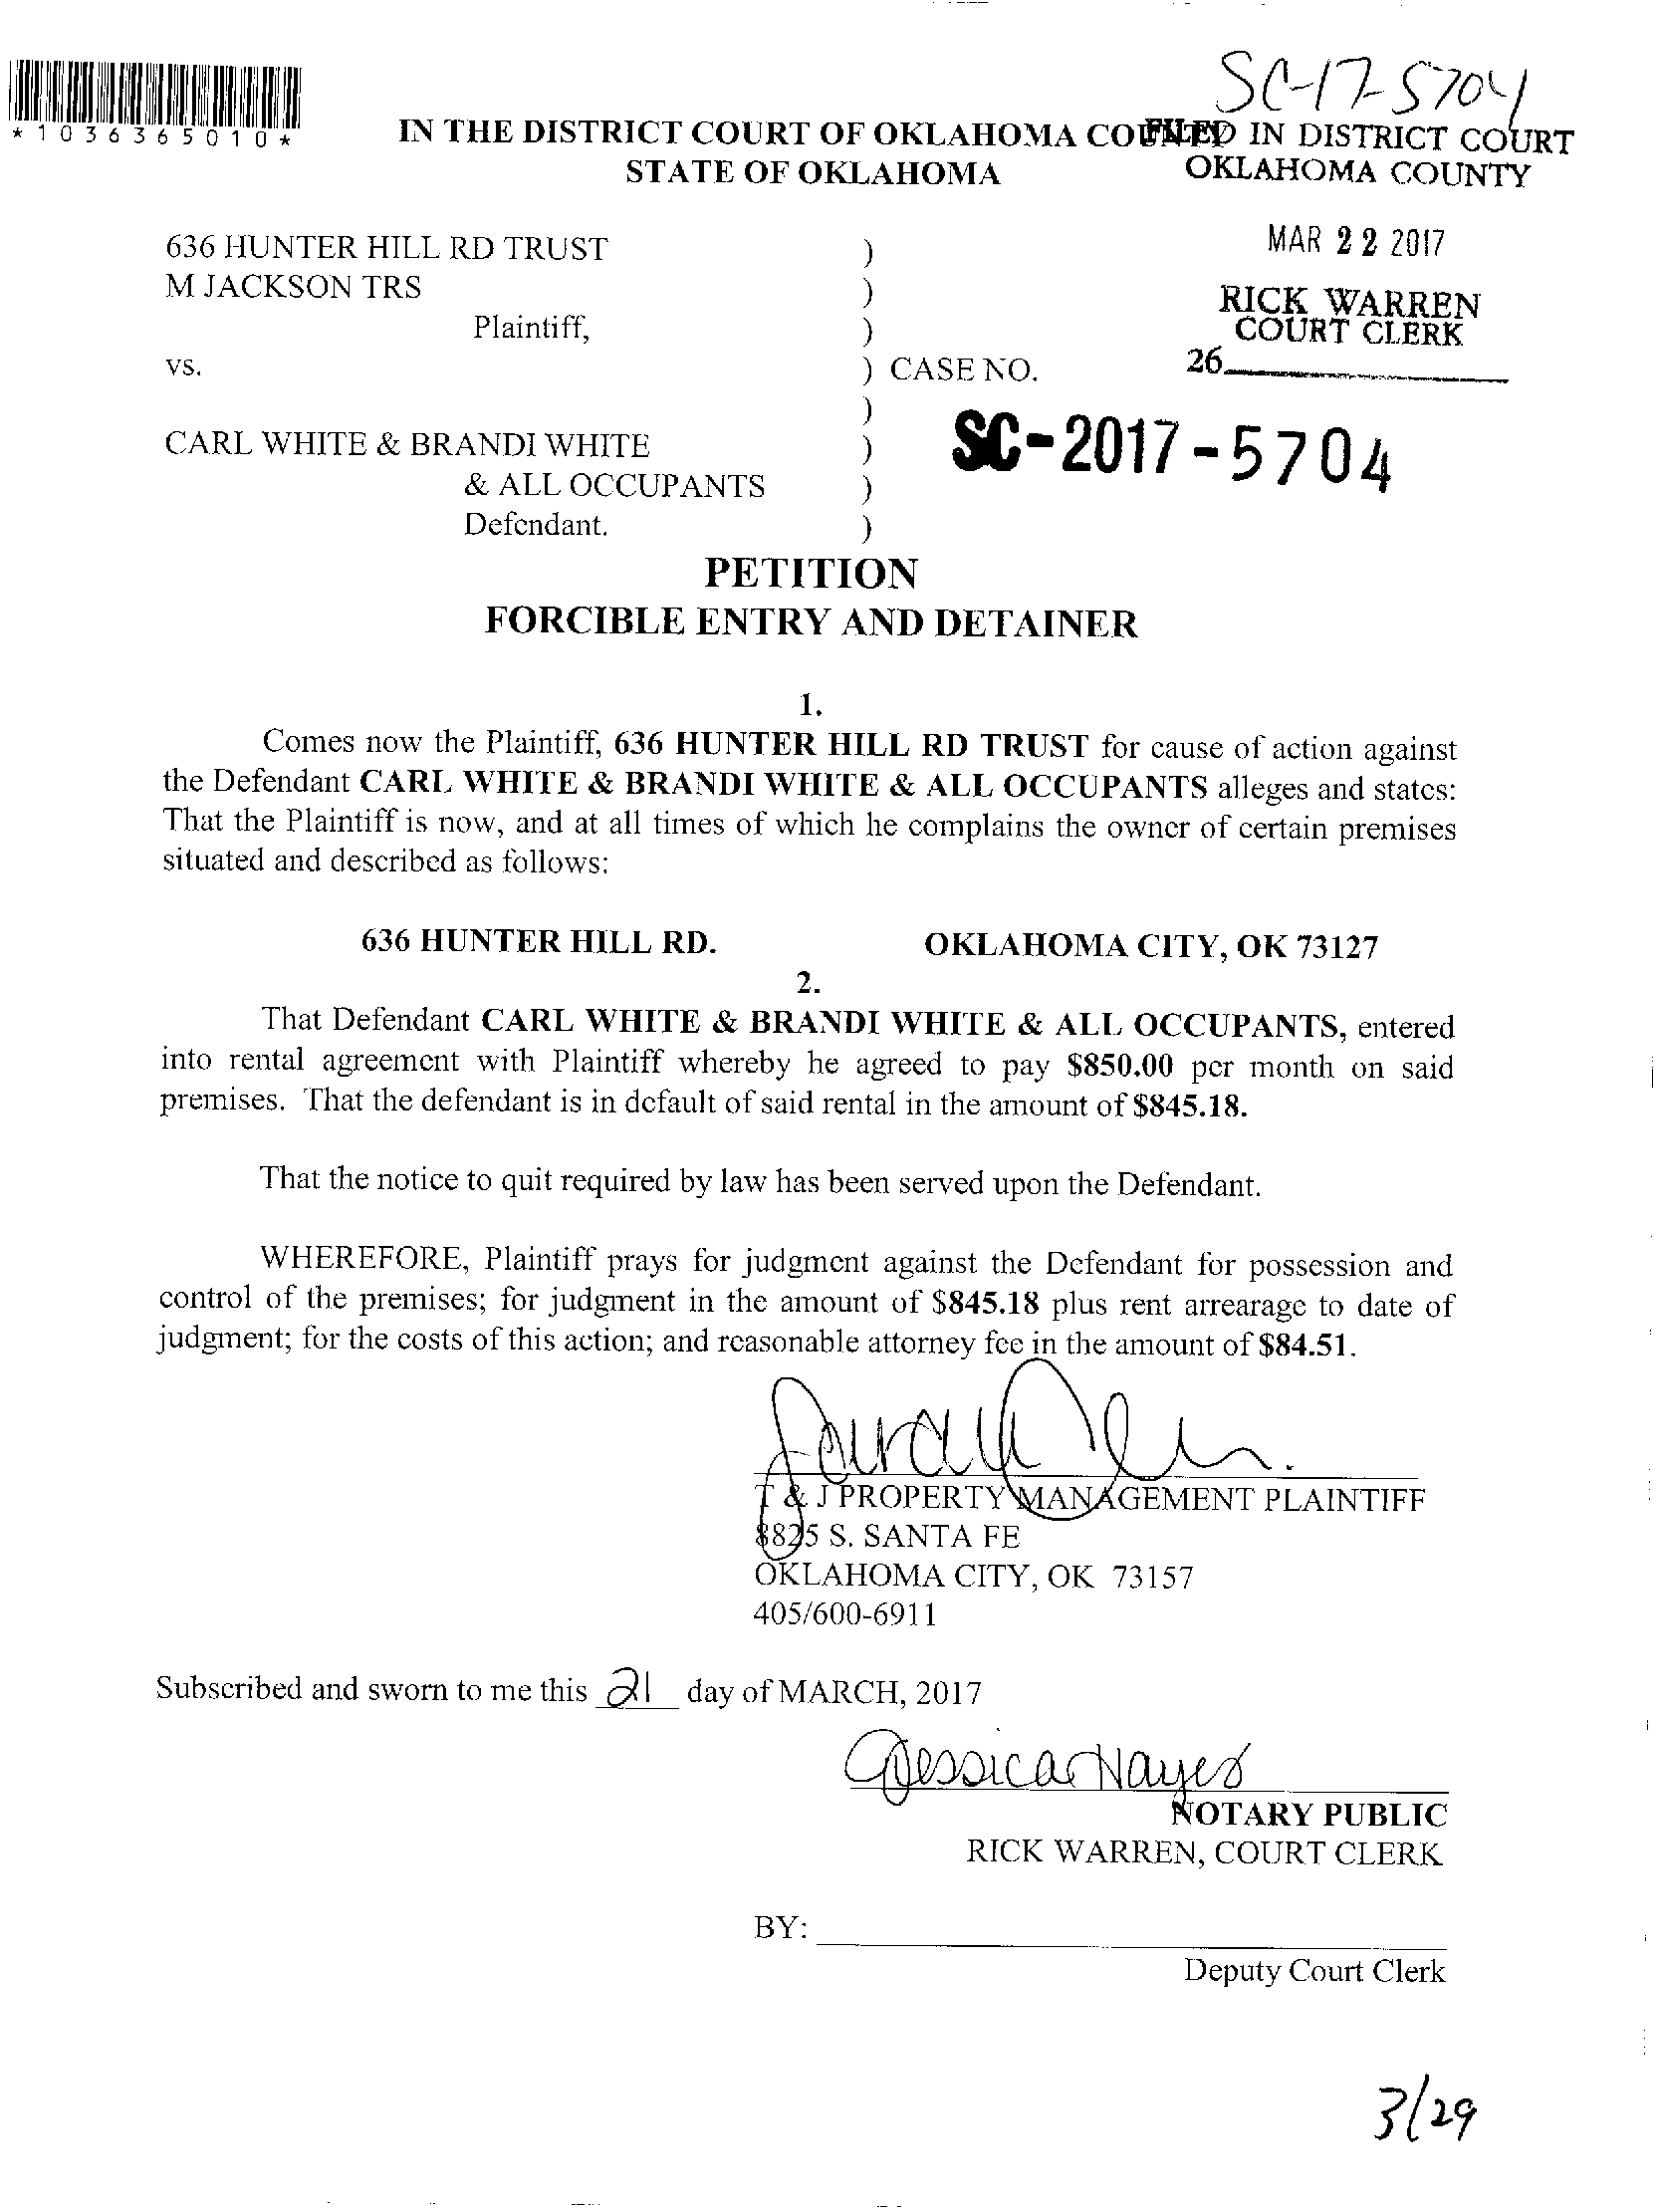 SC-17-5704
*1036365010*
IN THE DISTRICT COURT OF OKLAHOMA COUNTY
STATE OF OKLAHOMA
FILED IN DISTRICT COURT
OKLAHOMA COUNTY
MAR 22 2017
RICK WARREN
COURT CLERK
26
636 HUNTER HILL RD TRUST )
M JACKSON TRS )
Plaintiff, )
vs. ) CASE NO.
)
SC-2017-5704
CARL WHITE & BRANDI WHITE )
& ALL OCCUPANTS )
Defendant. )
PETITION
FORCIBLE ENTRY AND DETAINER
1.
Comes now the Plaintiff, 636 HUNTER HILL RD TRUST for cause of action against
the Defendant CARL WHITE & BRANDI WHITE & ALL OCCUPANTS alleges and states:
That the Plaintiff is now, and at all times of which he complains the owner of certain premises
situated and described as follows:
636 HUNTER HILL RD. OKLAHOMA CITY, OK 73127
2.
That Defendant CARL WHITE & BRANDI WHITE & ALL OCCUPANTS, entered
into rental agreement with Plaintiff whereby he agreed to pay $850.00 per month on said
premises. That the defendant is in default of said rental in the amount of $845.18.
That the notice to quit required by law has been served upon the Defendant.
WHEREFORE, Plaintiff prays for judgment against the Defendant for possession and
control of the premises; for judgment in the amount of $845.18 plus rent arrearage to date of
judgment; for the costs of this action; and reasonable attorney fee in the amount of $84.51.
T & J PROPERTY MANAGEMENT PLAINTIFF
8825 S. SANTA FE
OKLAHOMA CITY, OK 73157
405/600-6911
Subscribed and sworn to me this 21 day of MARCH, 2017
Jessica Hayes
NOTARY PUBLIC
RICK WARREN, COURT CLERK
BY:
Deputy Court Clerk
3/29